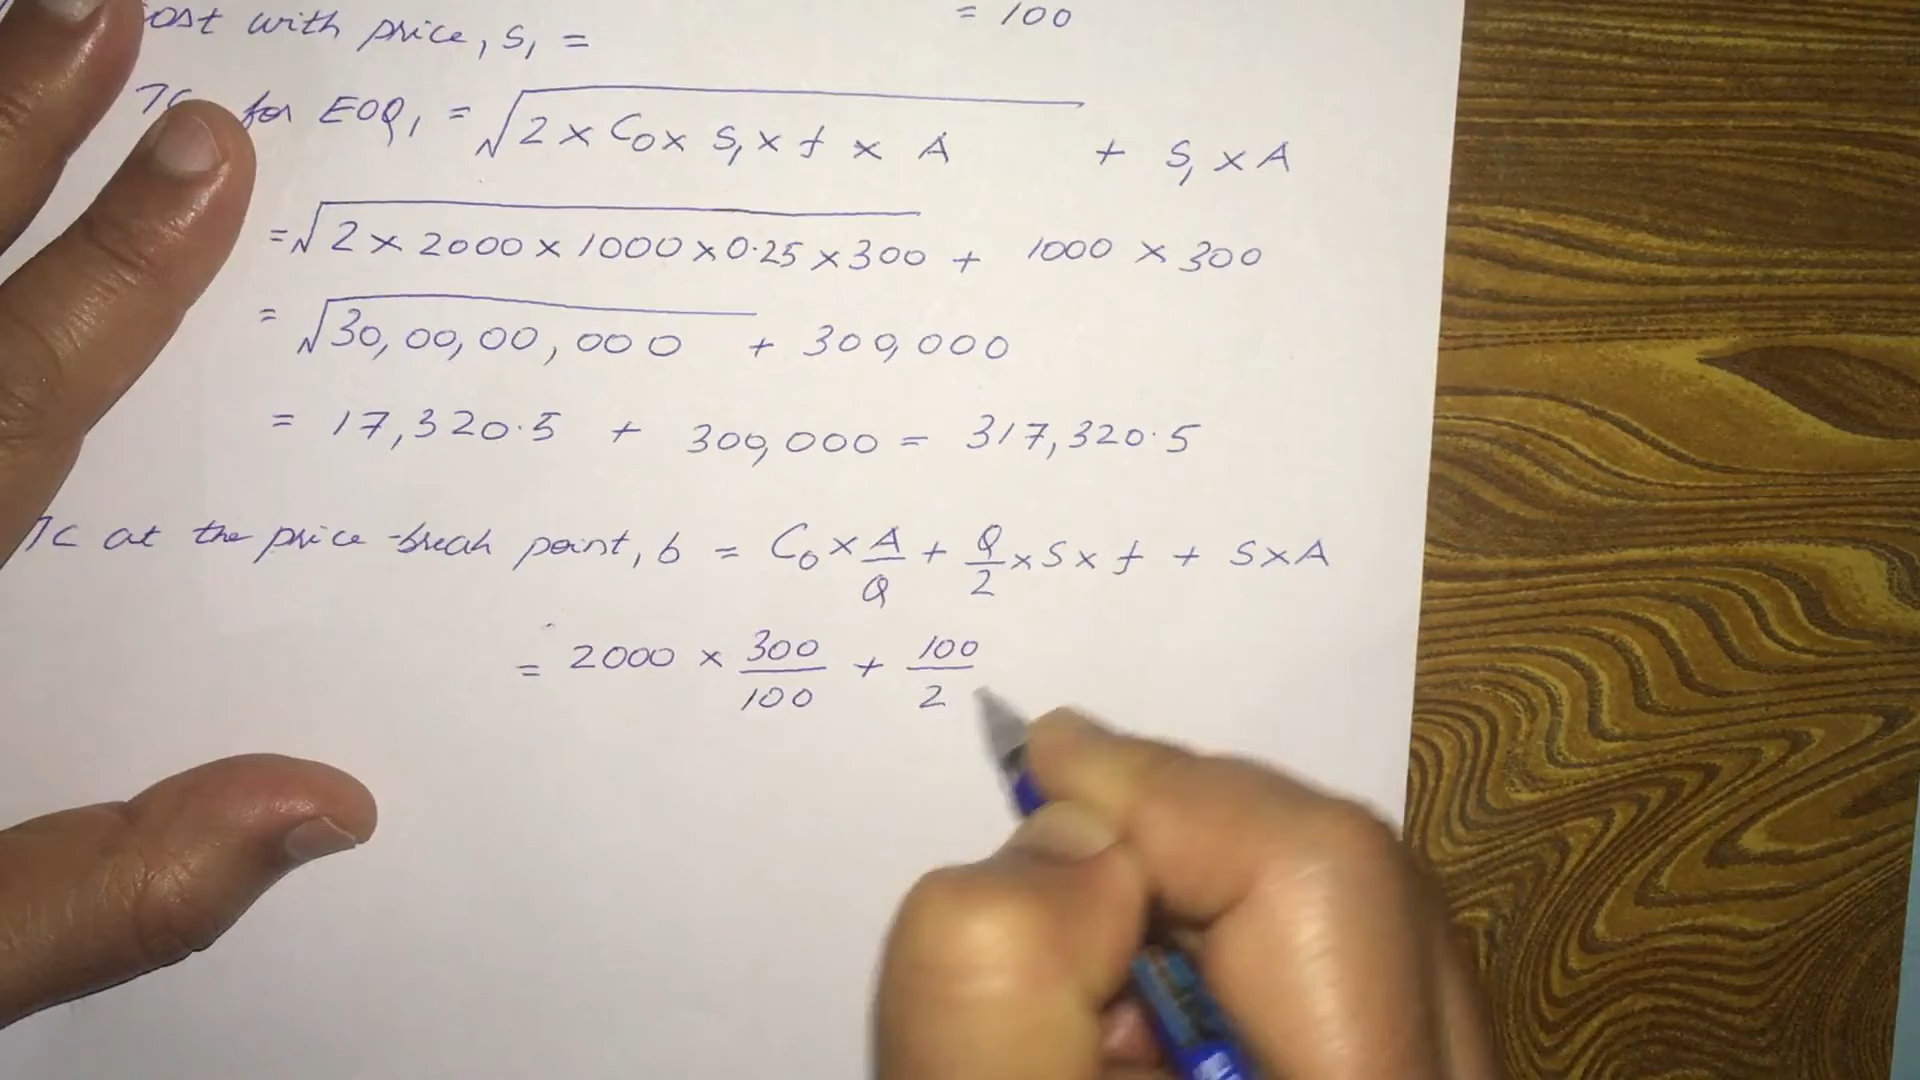 cost with price, S₁ =
= 100
TC for EOQ₁ = √2 × C₀ × S₁ × f × A + S₁ × A
= √2 × 2000 × 1000 × 0.25 × 300 + 1000 × 300
= √30,00,00,000 + 300,000
= 17,320.5 + 300,000 = 317,320.5
TC at the price-break point, b = C₀ × A/Q + Q/2 × S × f + S × A
= 2000 × 300/100 + 100/2